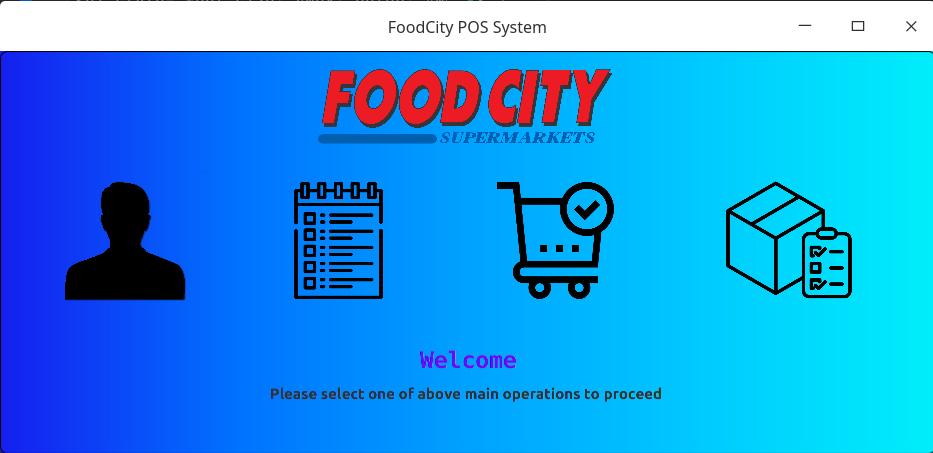 FoodCity POS System
FOOD CITY
SUPERMARKETS
Welcome
Please select one of above main operations to proceed